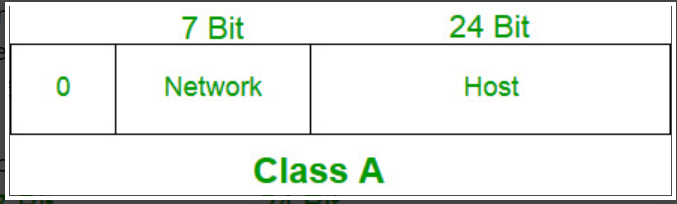 7 Bit 24 Bit
0 Network Host
Class A